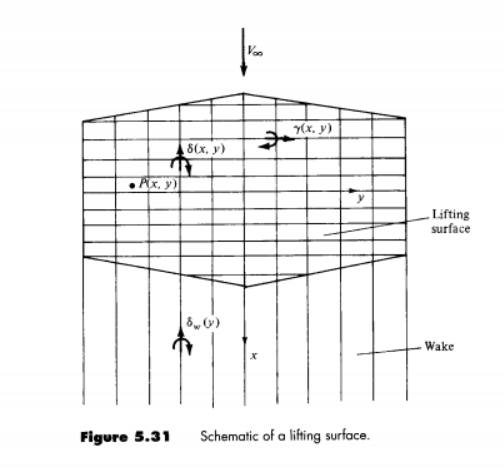 V∞
γ(x, y)
δ(x, y)
P(x, y)
y
Lifting
surface
δw(y)
x
Wake
Figure 5.31 Schematic of a lifting surface.